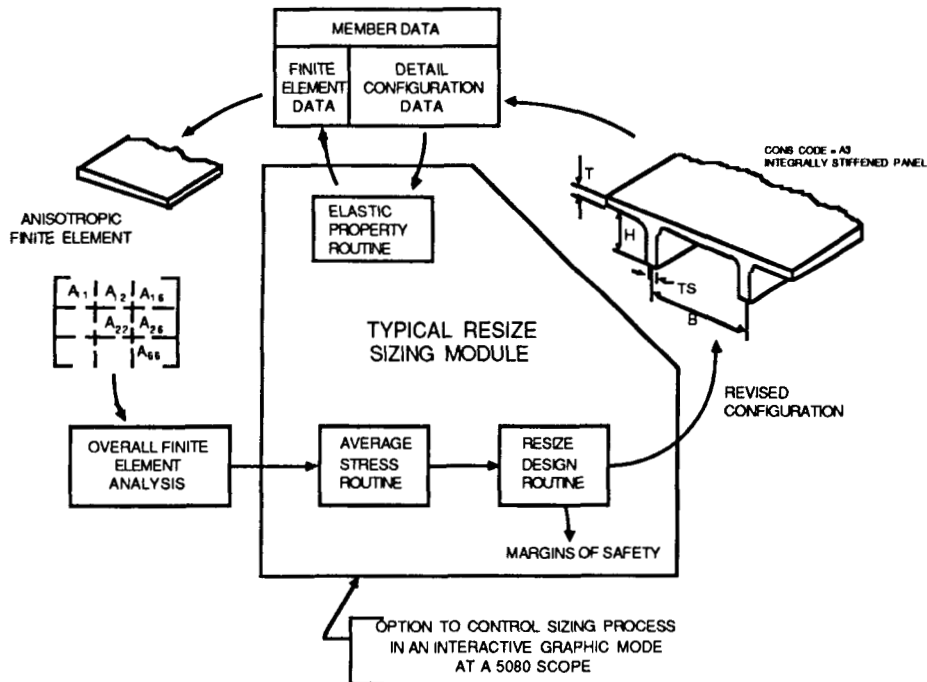 MEMBER DATA
FINITE
ELEMENT
DATA
DETAIL
CONFIGURATION
DATA
CONS CODE = A3
INTEGRALLY STIFFENED PANEL
T
H
TS
B
ANISOTROPIC
FINITE ELEMENT
A11 A12 A16
A22 A26
A66
ELASTIC
PROPERTY
ROUTINE
TYPICAL RESIZE
SIZING MODULE
REVISED
CONFIGURATION
OVERALL FINITE
ELEMENT
ANALYSIS
AVERAGE
STRESS
ROUTINE
RESIZE
DESIGN
ROUTINE
MARGINS OF SAFETY
OPTION TO CONTROL SIZING PROCESS
IN AN INTERACTIVE GRAPHIC MODE
AT A 5080 SCOPE